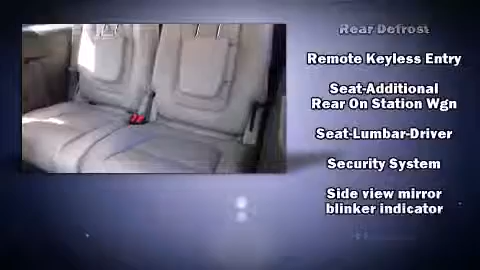 Rear Defrost
Remote Keyless Entry
Seat-Additional
Rear On Station Wgn
Seat-Lumbar-Driver
Security System
Side view mirror
blinker indicator